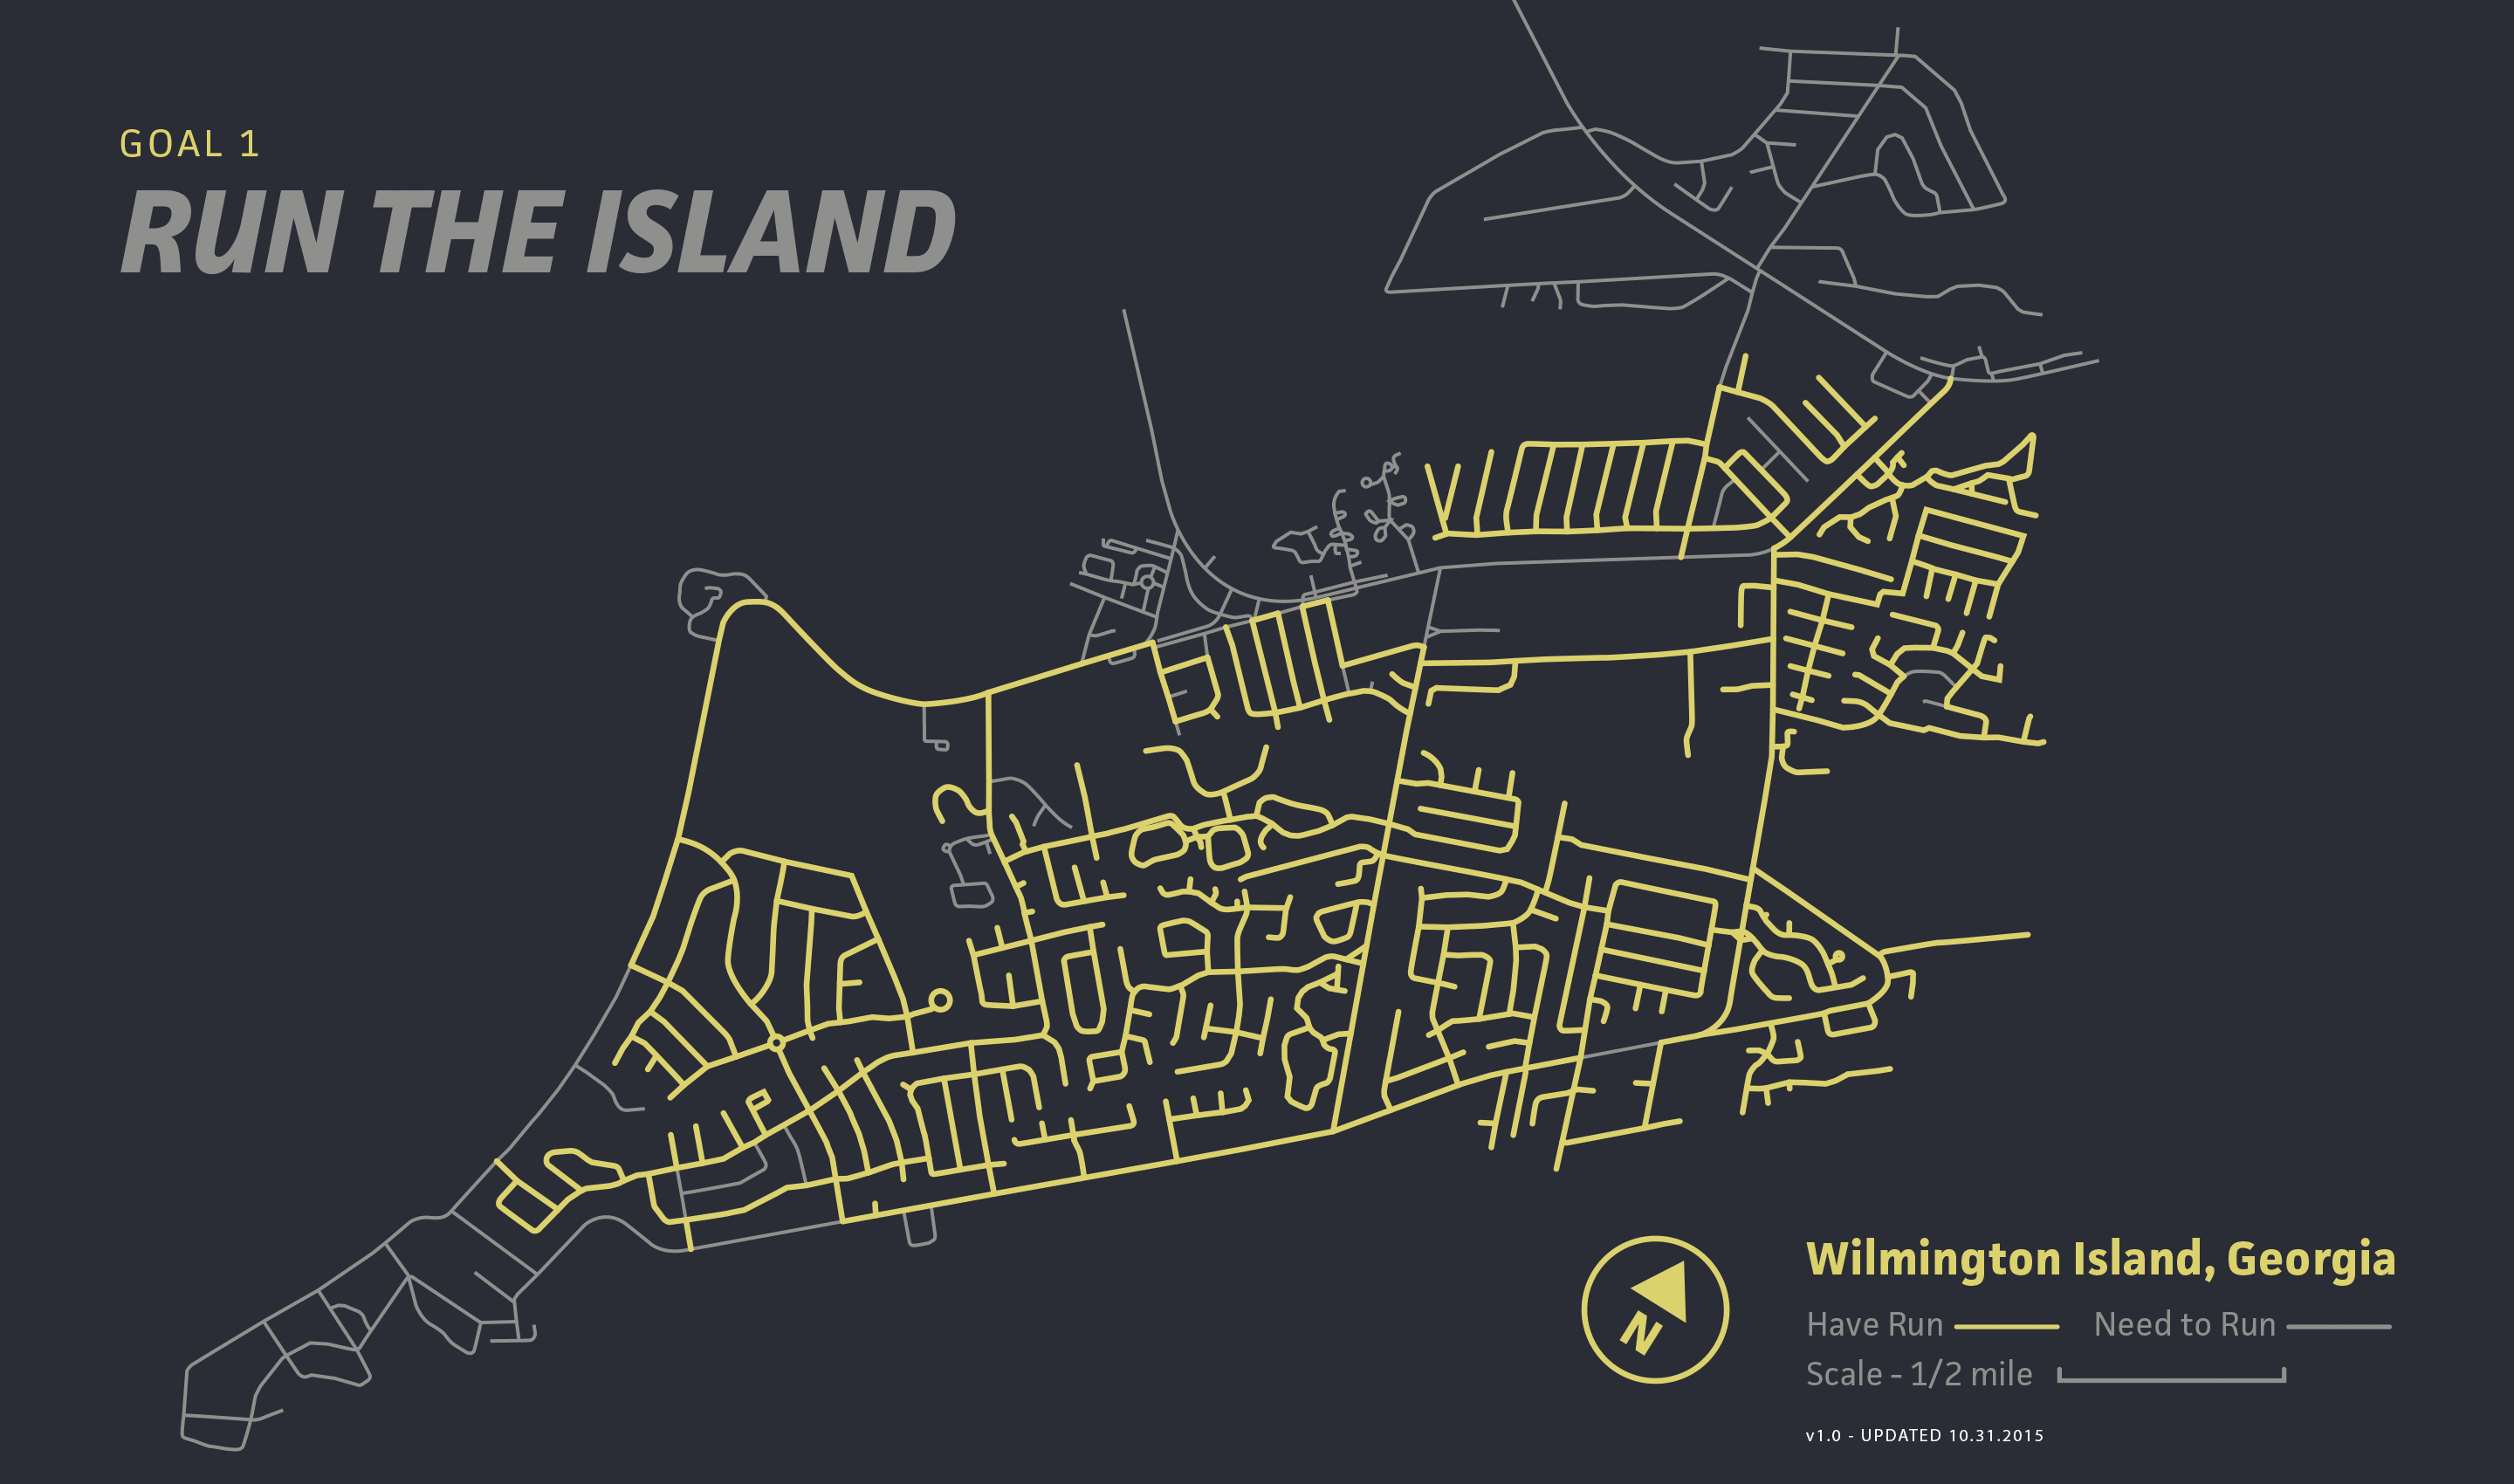 GOAL 1
RUN THE ISLAND
Wilmington Island, Georgia
Have Run Need to Run
Scale - 1/2 mile
N
v1.0 - UPDATED 10.31.2015